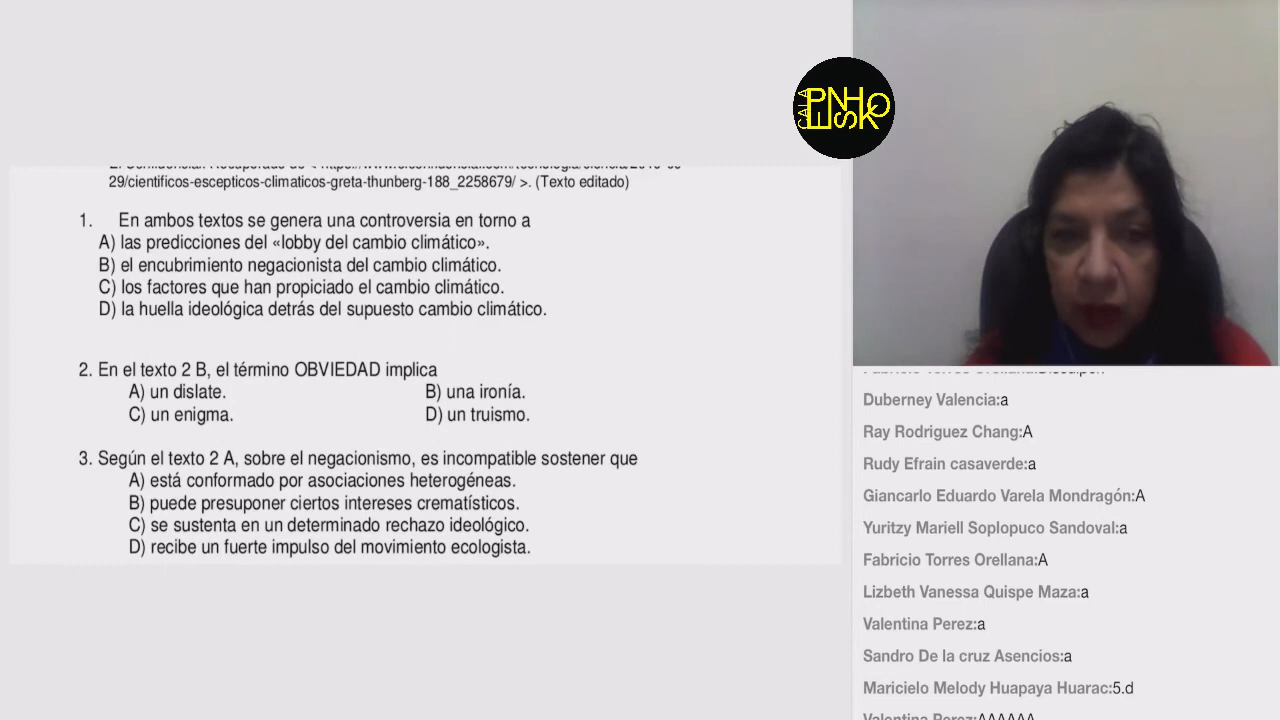 29/cientificos-escepticos-climaticos-greta-thunberg-188_2258679/ >. (Texto editado)
1. En ambos textos se genera una controversia en torno a
A) las predicciones del «lobby del cambio climático».
B) el encubrimiento negacionista del cambio climático.
C) los factores que han propiciado el cambio climático.
D) la huella ideológica detrás del supuesto cambio climático.
2. En el texto 2 B, el término OBVIEDAD implica
A) un dislate. B) una ironía.
C) un enigma. D) un truismo.
3. Según el texto 2 A, sobre el negacionismo, es incompatible sostener que
A) está conformado por asociaciones heterogéneas.
B) puede presuponer ciertos intereses crematísticos.
C) se sustenta en un determinado rechazo ideológico.
D) recibe un fuerte impulso del movimiento ecologista.
CALA
PENHSKO
Duberney Valencia:a
Ray Rodriguez Chang:A
Rudy Efrain casaverde:a
Giancarlo Eduardo Varela Mondragón:A
Yuritzy Mariell Soplopuco Sandoval:a
Fabricio Torres Orellana:A
Lizbeth Vanessa Quispe Maza:a
Valentina Perez:a
Sandro De la cruz Asencios:a
Maricielo Melody Huapaya Huarac:5.d
Valentina Perez:AAAAAA